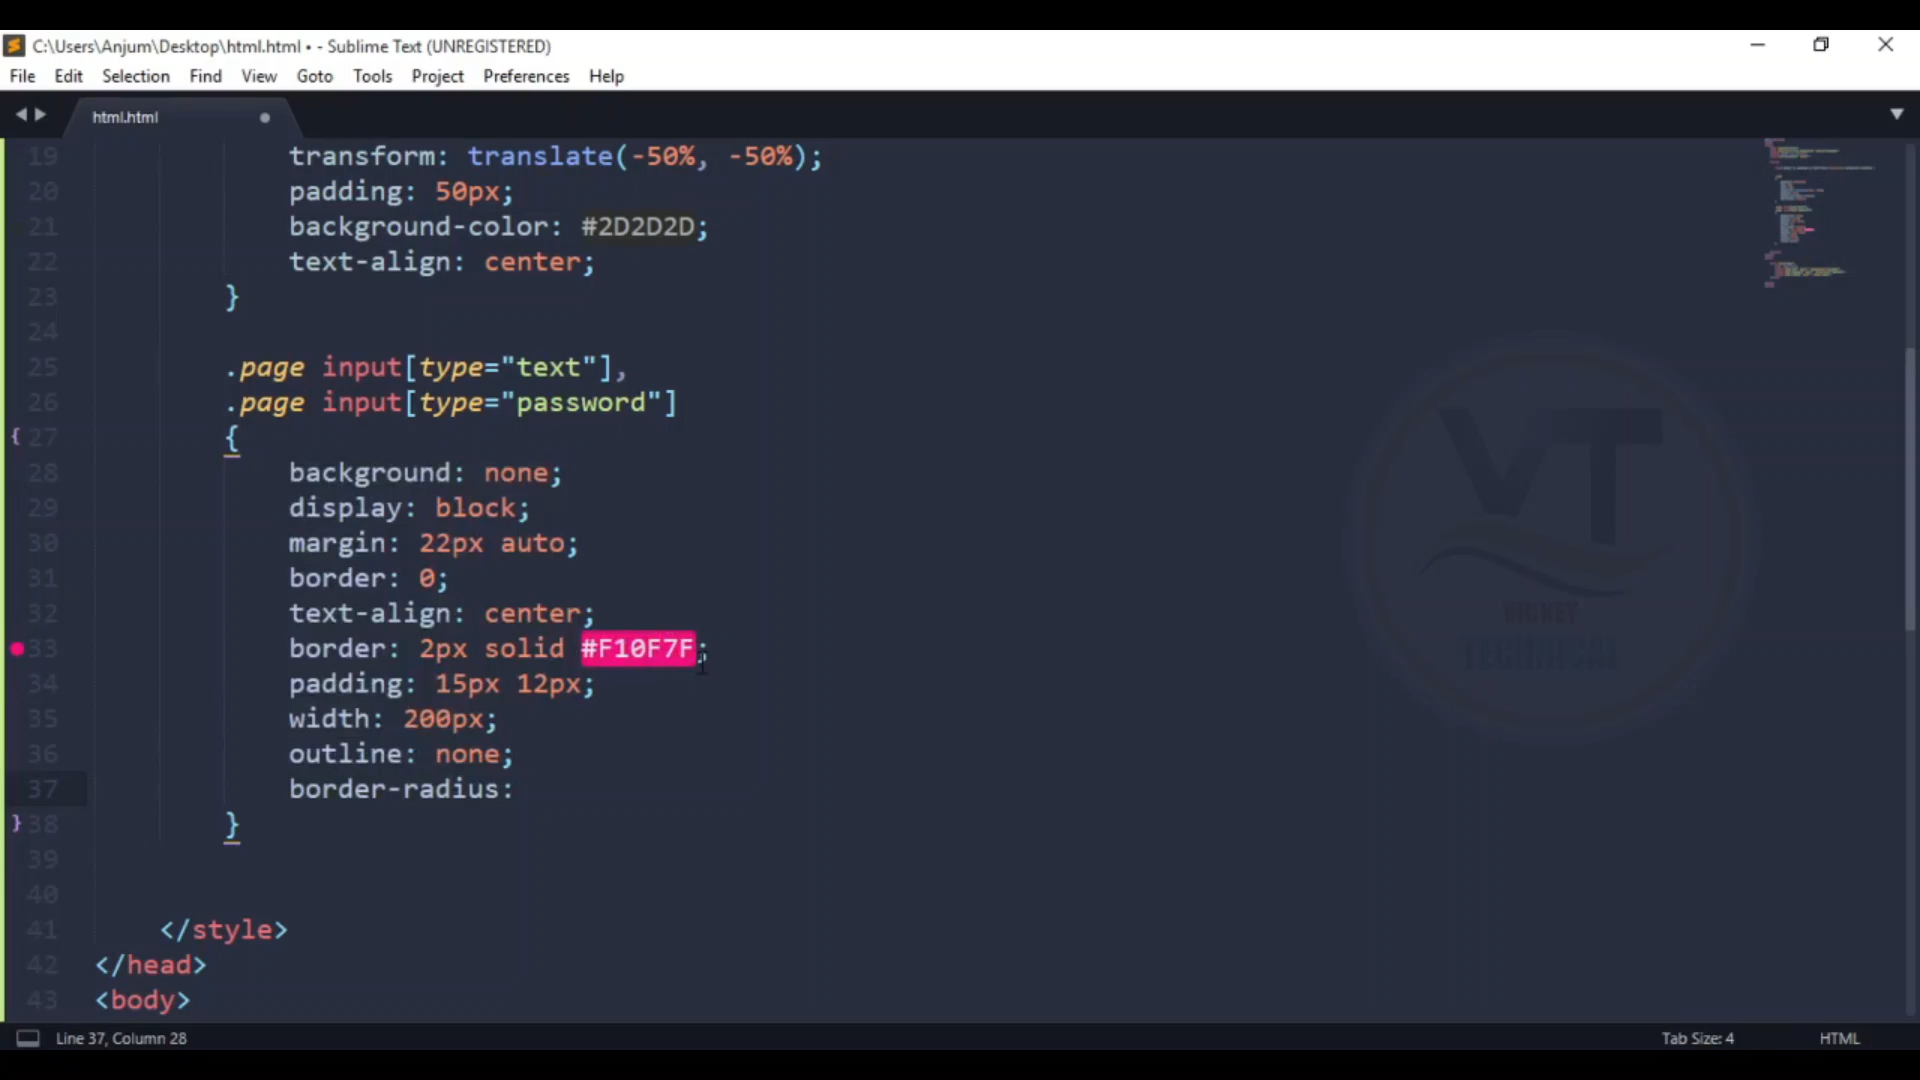 C:\Users\Anjum\Desktop\html.html • - Sublime Text (UNREGISTERED)
File Edit Selection Find View Goto Tools Project Preferences Help
html.html
19 transform: translate(-50%, -50%);
20 padding: 50px;
21 background-color: #2D2D2D;
22 text-align: center;
23 }
24
25 .page input[type="text"],
26 .page input[type="password"]
{ 27 {
28 background: none;
29 display: block;
30 margin: 22px auto;
31 border: 0;
32 text-align: center;
33 border: 2px solid #F10F7F;
34 padding: 15px 12px;
35 width: 200px;
36 outline: none;
37 border-radius:
} 38 }
39
40
41 </style>
42 </head>
43 <body>
VT
VICKEY
TECHNICAL
Line 37, Column 28 Tab Size: 4 HTML